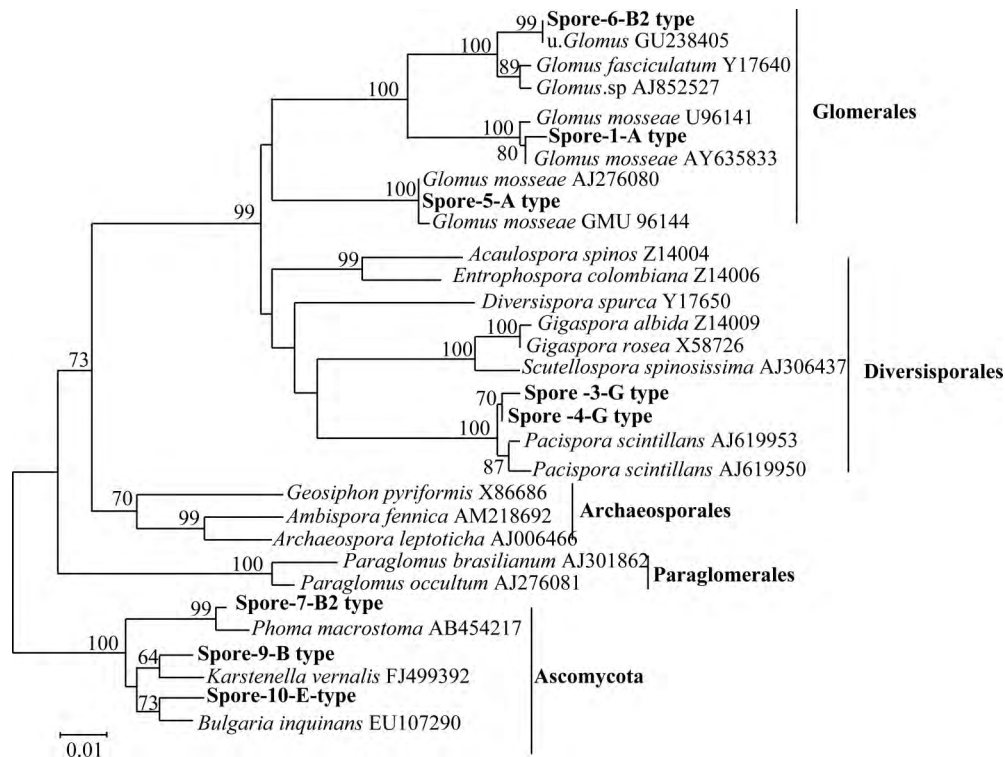 99 Spore-6-B2 type
u.Glomus GU238405
100
89 Glomus fasciculatum Y17640
Glomus.sp AJ852527
100
Glomerales
Glomus mosseae U96141
100 Spore-1-A type
80 Glomus mosseae AY635833
Glomus mosseae AJ276080
100 Spore-5-A type
Glomus mosseae GMU 96144
99
99 Acaulospora spinos Z14004
Entrophospora colombiana Z14006
Diversispora spurca Y17650
100 Gigaspora albida Z14009
Gigaspora rosea X58726
100
Scutellospora spinosissima AJ306437
Diversisporales
73
70 Spore -3-G type
Spore -4-G type
100
Pacispora scintillans AJ619953
87 Pacispora scintillans AJ619950
70 Geosiphon pyriformis X86686
99 Ambispora fennica AM218692
Archaeosporales
Archaeospora leptoticha AJ006466
Paraglomus brasilianum AJ301862
100
Paraglomerales
Paraglomus occultum AJ276081
99 Spore-7-B2 type
Phoma macrostoma AB454217
100
64 Spore-9-B type
Karstenella vernalis FJ499392
Ascomycota
73 Spore-10-E-type
Bulgaria inquinans EU107290
0.01